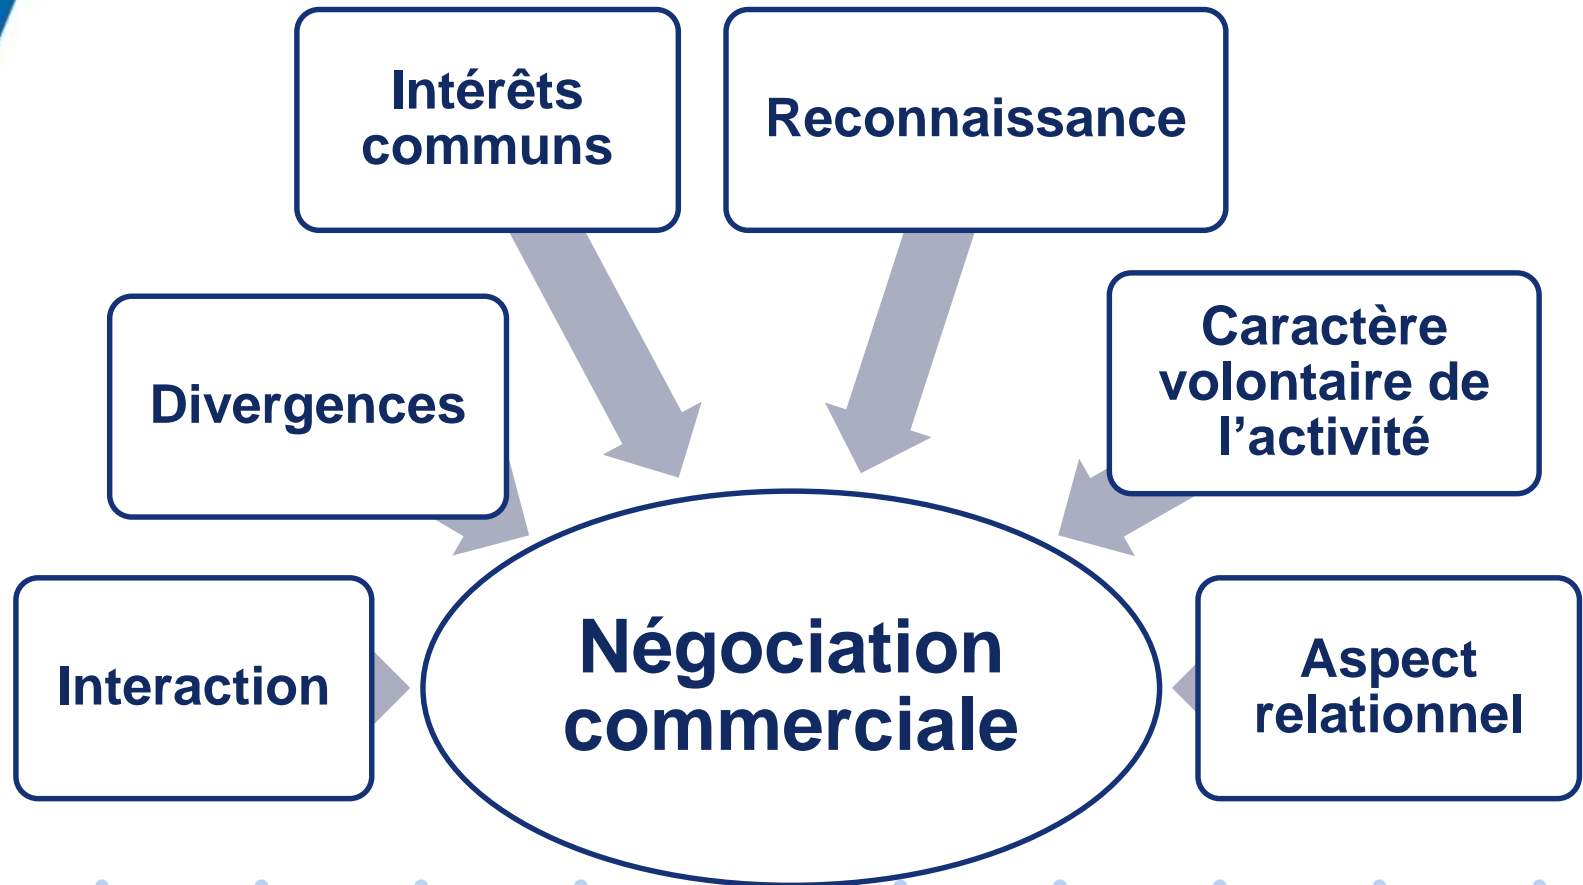 Intérêts
communs
Reconnaissance
Divergences
Caractère
volontaire de
l’activité
Interaction
Négociation
commerciale
Aspect
relationnel